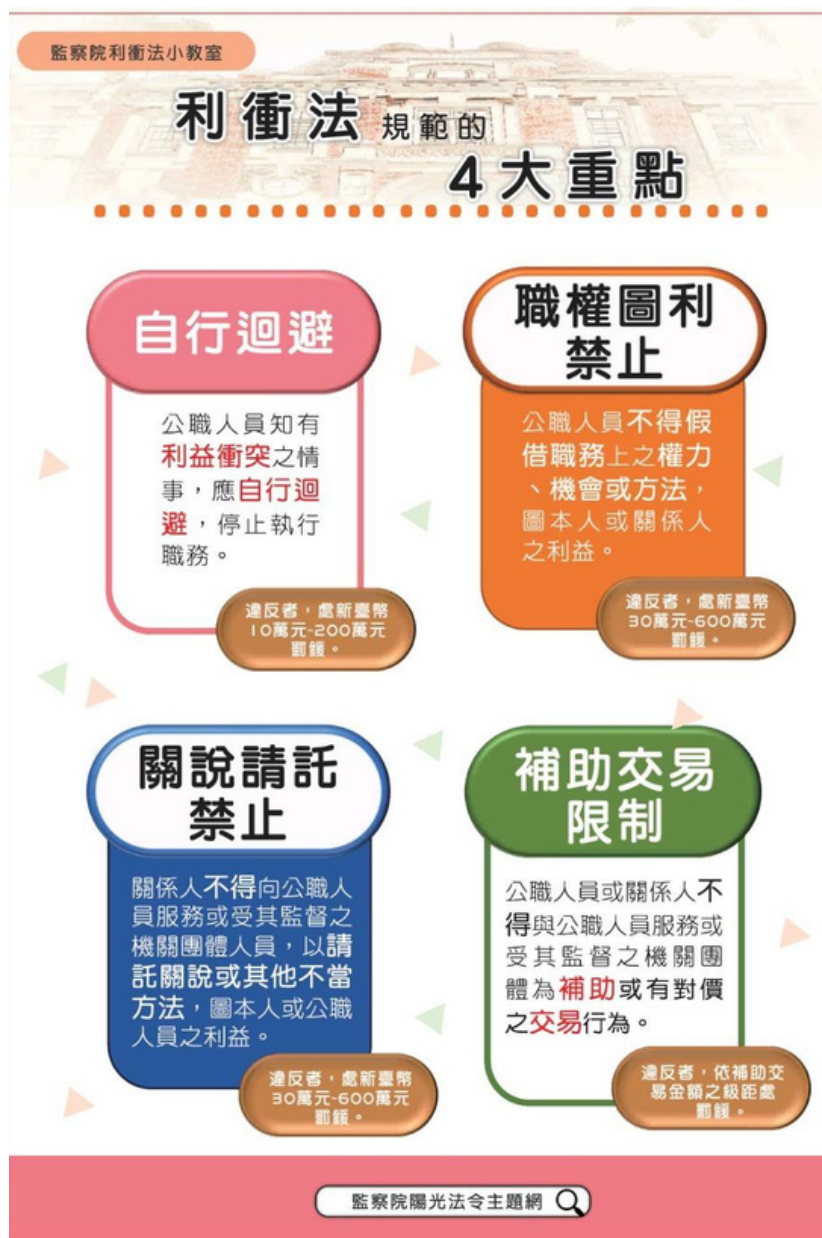 監察院利衝法小教室
利衝法 規範的
4大重點
自行迴避
公職人員知有
利益衝突之情
事，應自行迴
避，停止執行
職務。
違反者，處新臺幣
10萬元-200萬元
罰鍰。
職權圖利
禁止
公職人員不得假
借職務上之權力
、機會或方法，
圖本人或關係人
之利益。
違反者，處新臺幣
30萬元-600萬元
罰鍰。
關說請託
禁止
關係人不得向公職人
員服務或受其監督之
機關團體人員，以請
託關說或其他不當
方法，圖本人或公職
人員之利益。
違反者，處新臺幣
30萬元-600萬元
罰鍰。
補助交易
限制
公職人員或關係人不
得與公職人員服務或
受其監督之機關團
體為補助或有對價
之交易行為。
違反者，依補助交
易金額之級距處
罰鍰。
監察院陽光法令主題網